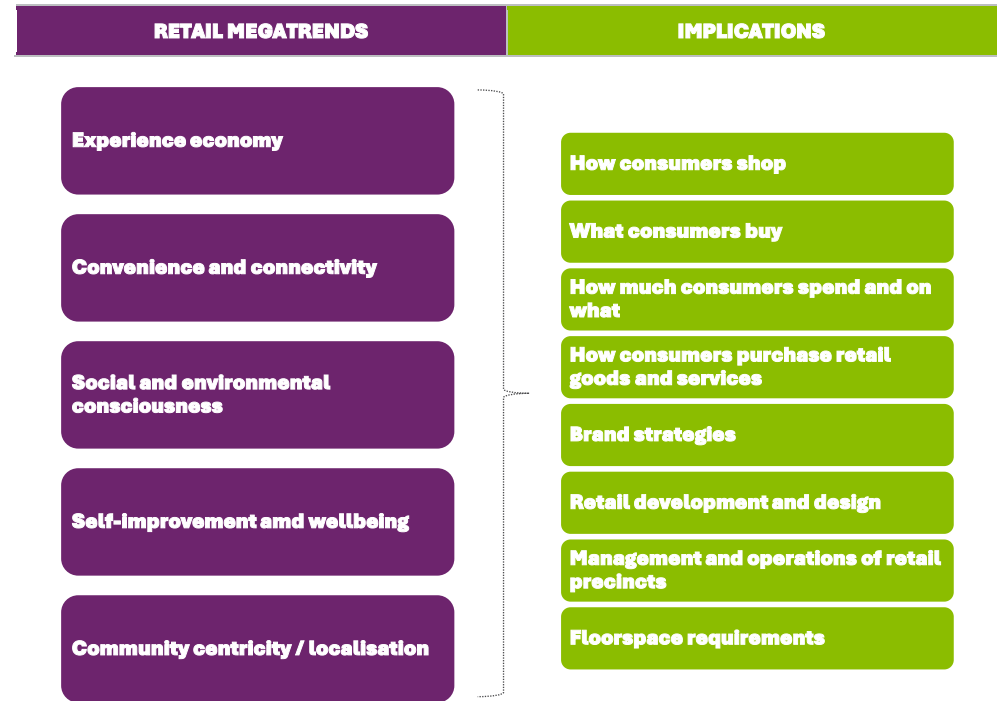 RETAIL MEGATRENDS
IMPLICATIONS
Experience economy
Convenience and connectivity
Social and environmental
consciousness
Self-improvement amd wellbeing
Community centricity / localisation
How consumers shop
What consumers buy
How much consumers spend and on
what
How consumers purchase retail
goods and services
Brand strategies
Retail development and design
Management and operations of retail
precincts
Floorspace requirements